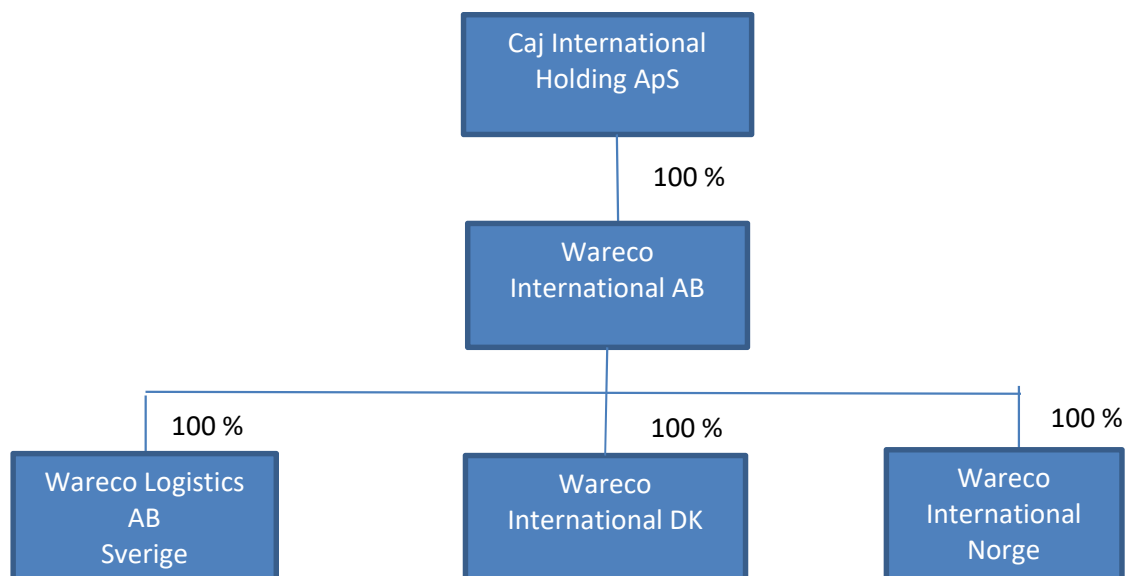 Caj International
Holding ApS
100 %
Wareco
International AB
100 %
100 %
100 %
Wareco Logistics
AB
Sverige
Wareco
International DK
Wareco
International
Norge